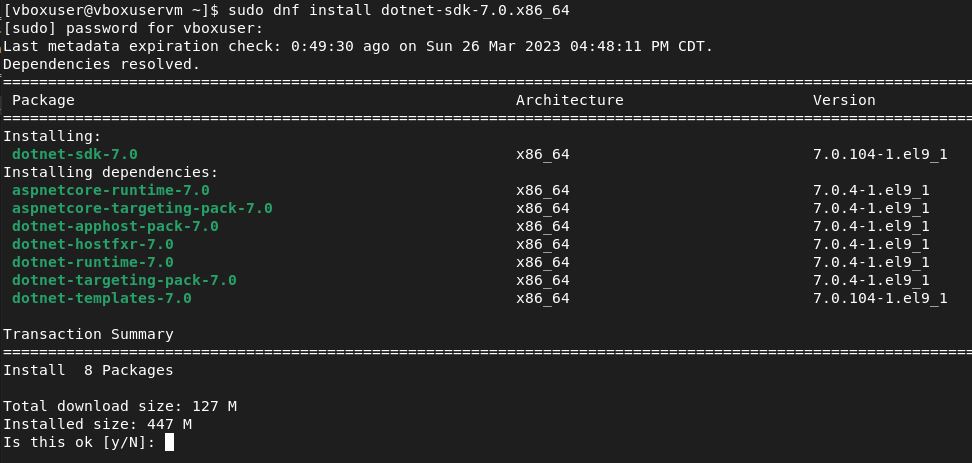 [vboxuser@vboxuservm ~]$ sudo dnf install dotnet-sdk-7.0.x86_64
[sudo] password for vboxuser:
Last metadata expiration check: 0:49:30 ago on Sun 26 Mar 2023 04:48:11 PM CDT.
Dependencies resolved.
================================================================================================================
Package Architecture Version
================================================================================================================
Installing:
dotnet-sdk-7.0 x86_64 7.0.104-1.el9_1
Installing dependencies:
aspnetcore-runtime-7.0 x86_64 7.0.4-1.el9_1
aspnetcore-targeting-pack-7.0 x86_64 7.0.4-1.el9_1
dotnet-apphost-pack-7.0 x86_64 7.0.4-1.el9_1
dotnet-hostfxr-7.0 x86_64 7.0.4-1.el9_1
dotnet-runtime-7.0 x86_64 7.0.4-1.el9_1
dotnet-targeting-pack-7.0 x86_64 7.0.4-1.el9_1
dotnet-templates-7.0 x86_64 7.0.104-1.el9_1
Transaction Summary
================================================================================================================
Install 8 Packages
Total download size: 127 M
Installed size: 447 M
Is this ok [y/N]: